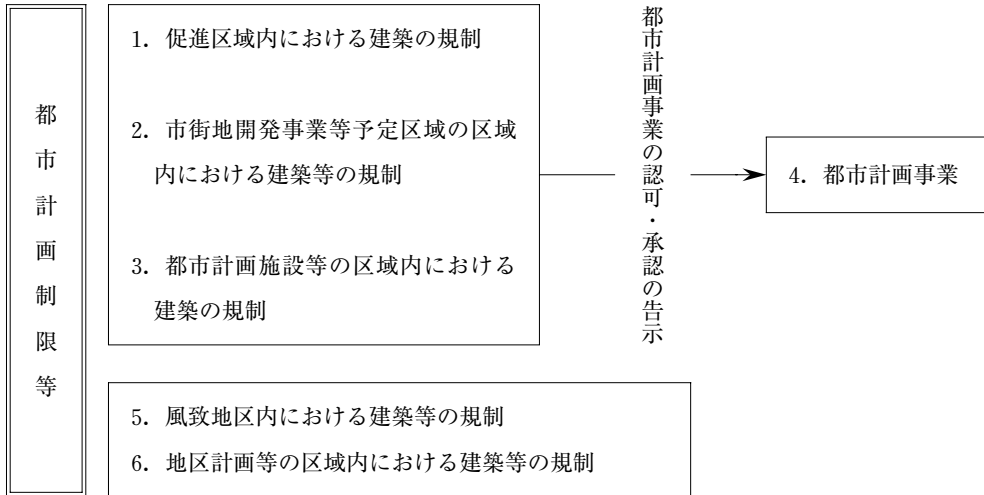 都市計画制限等
1. 促進区域内における建築の規制
2. 市街地開発事業等予定区域の区域
内における建築等の規制
3. 都市計画施設等の区域内における
建築の規制
都市計画事業の認可・承認の告示
4. 都市計画事業
5. 風致地区内における建築等の規制
6. 地区計画等の区域内における建築等の規制